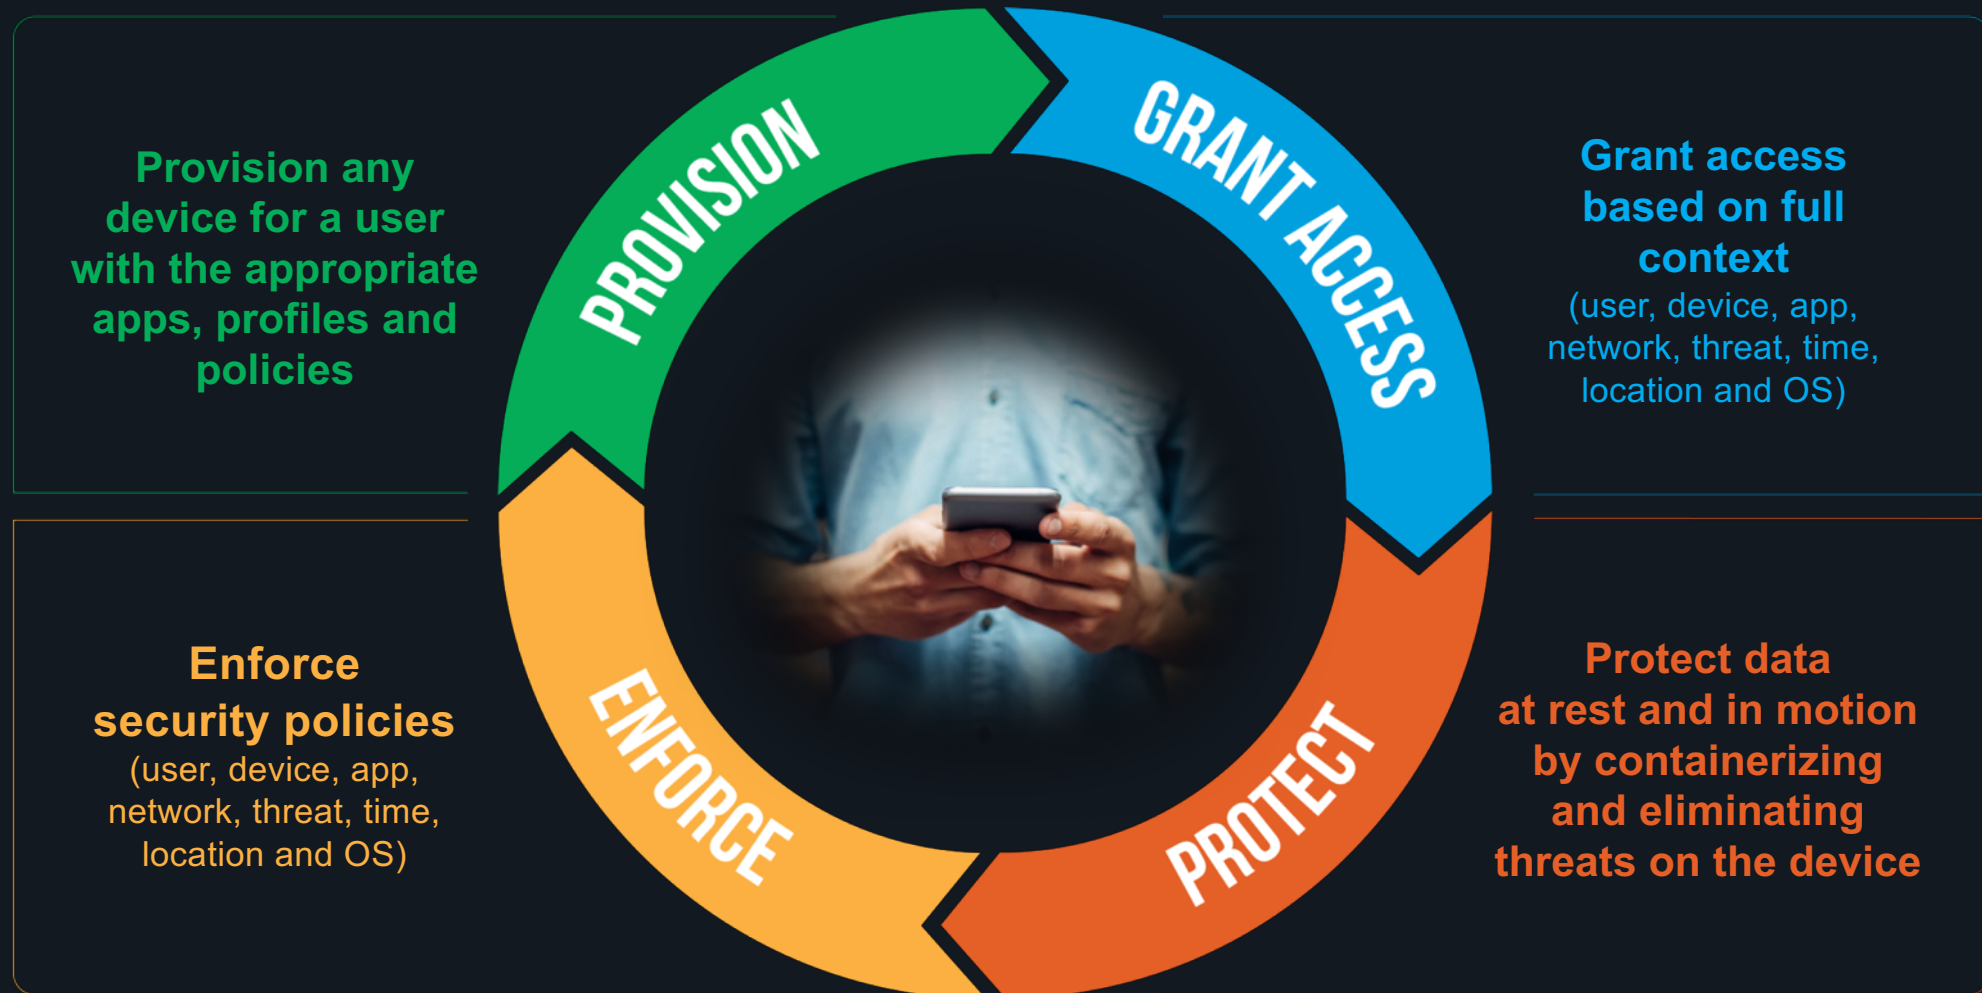 Provision any
device for a user
with the appropriate
apps, profiles and
policies
PROVISION
GRANT ACCESS
Grant access
based on full
context
(user, device, app,
network, threat, time,
location and OS)
Enforce
security policies
(user, device, app,
network, threat, time,
location and OS)
ENFORCE
PROTECT
Protect data
at rest and in motion
by containerizing
and eliminating
threats on the device